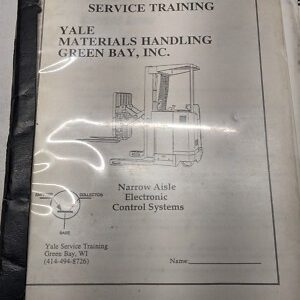 SERVICE TRAINING
YALE
MATERIALS HANDLING
GREEN BAY, INC.
Narrow Aisle
Electronic
Control Systems
COLLECTOR
BASE
Yale Service Training
Green Bay, WI
(414-494-8726)
Name: